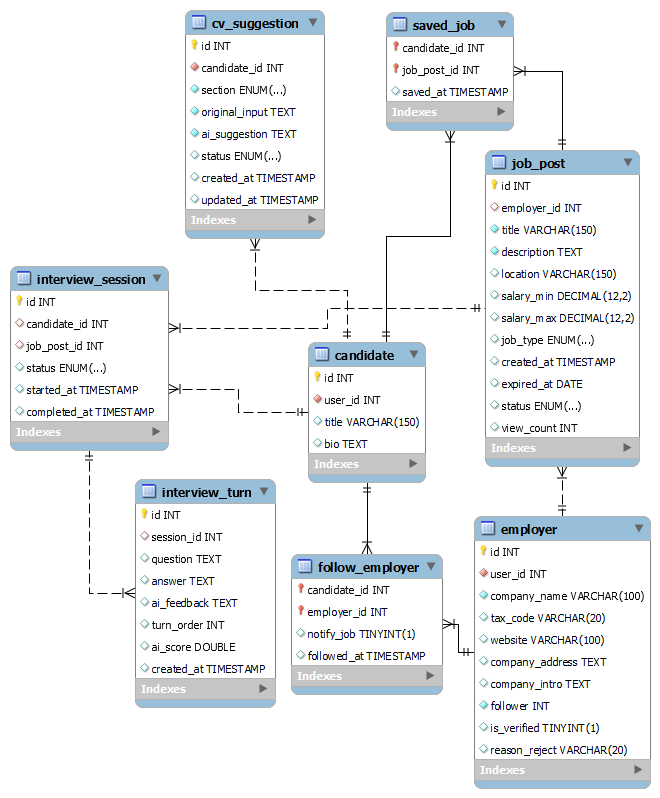 cv_suggestion
id INT
candidate_id INT
section ENUM(...)
original_input TEXT
ai_suggestion TEXT
status ENUM(...)
created_at TIMESTAMP
updated_at TIMESTAMP
Indexes
saved_job
candidate_id INT
job_post_id INT
saved_at TIMESTAMP
Indexes
job_post
id INT
employer_id INT
title VARCHAR(150)
description TEXT
location VARCHAR(150)
salary_min DECIMAL(12,2)
salary_max DECIMAL(12,2)
job_type ENUM(...)
created_at TIMESTAMP
expired_at DATE
status ENUM(...)
view_count INT
Indexes
interview_session
id INT
candidate_id INT
job_post_id INT
status ENUM(...)
started_at TIMESTAMP
completed_at TIMESTAMP
Indexes
candidate
id INT
user_id INT
title VARCHAR(150)
bio TEXT
Indexes
interview_turn
id INT
session_id INT
question TEXT
answer TEXT
ai_feedback TEXT
turn_order INT
ai_score DOUBLE
created_at TIMESTAMP
Indexes
follow_employer
candidate_id INT
employer_id INT
notify_job TINYINT(1)
followed_at TIMESTAMP
Indexes
employer
id INT
user_id INT
company_name VARCHAR(100)
tax_code VARCHAR(20)
website VARCHAR(100)
company_address TEXT
company_intro TEXT
follower INT
is_verified TINYINT(1)
reason_reject VARCHAR(20)
Indexes